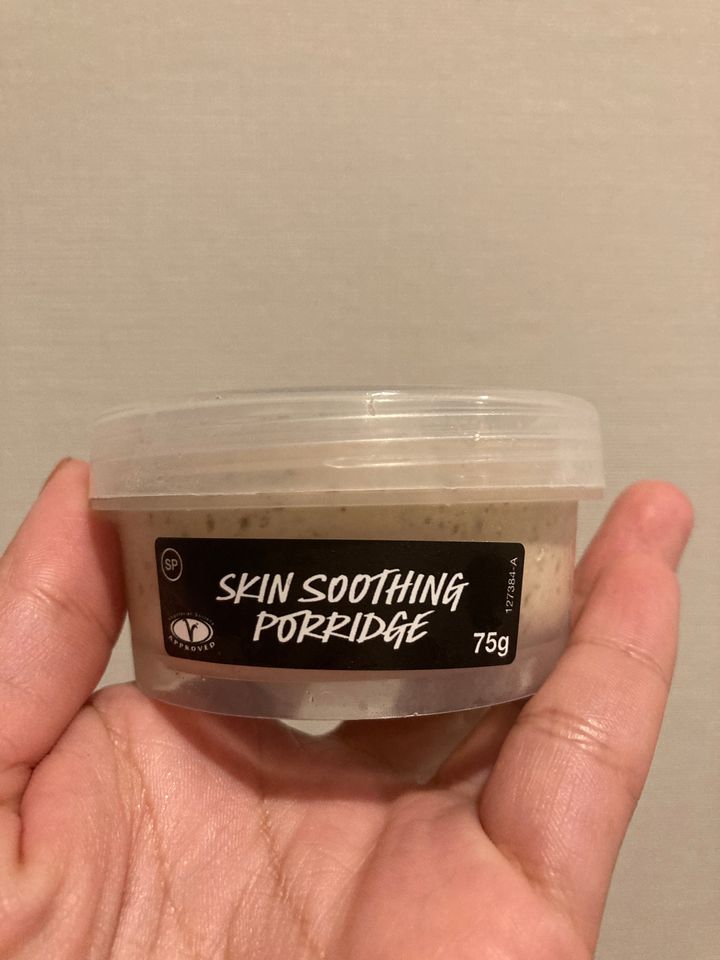 SP
SKIN SOOTHING
PORRIDGE
75g
127384-A
V
APPROVED